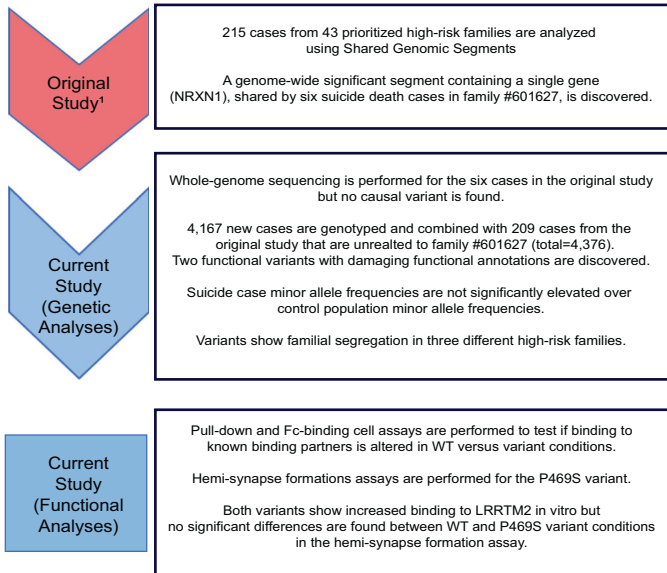 Original
Study¹
215 cases from 43 prioritized high-risk families are analyzed
using Shared Genomic Segments
A genome-wide significant segment containing a single gene
(NRXN1), shared by six suicide death cases in family #601627, is discovered.
Current
Study
(Genetic
Analyses)
Whole-genome sequencing is performed for the six cases in the original study
but no causal variant is found.
4,167 new cases are genotyped and combined with 209 cases from the
original study that are unrealted to family #601627 (total=4,376).
Two functional variants with damaging functional annotations are discovered.
Suicide case minor allele frequencies are not significantly elevated over
control population minor allele frequencies.
Variants show familial segregation in three different high-risk families.
Current
Study
(Functional
Analyses)
Pull-down and Fc-binding cell assays are performed to test if binding to
known binding partners is altered in WT versus variant conditions.
Hemi-synapse formations assays are performed for the P469S variant.
Both variants show increased binding to LRRTM2 in vitro but
no significant differences are found between WT and P469S variant conditions
in the hemi-synapse formation assay.